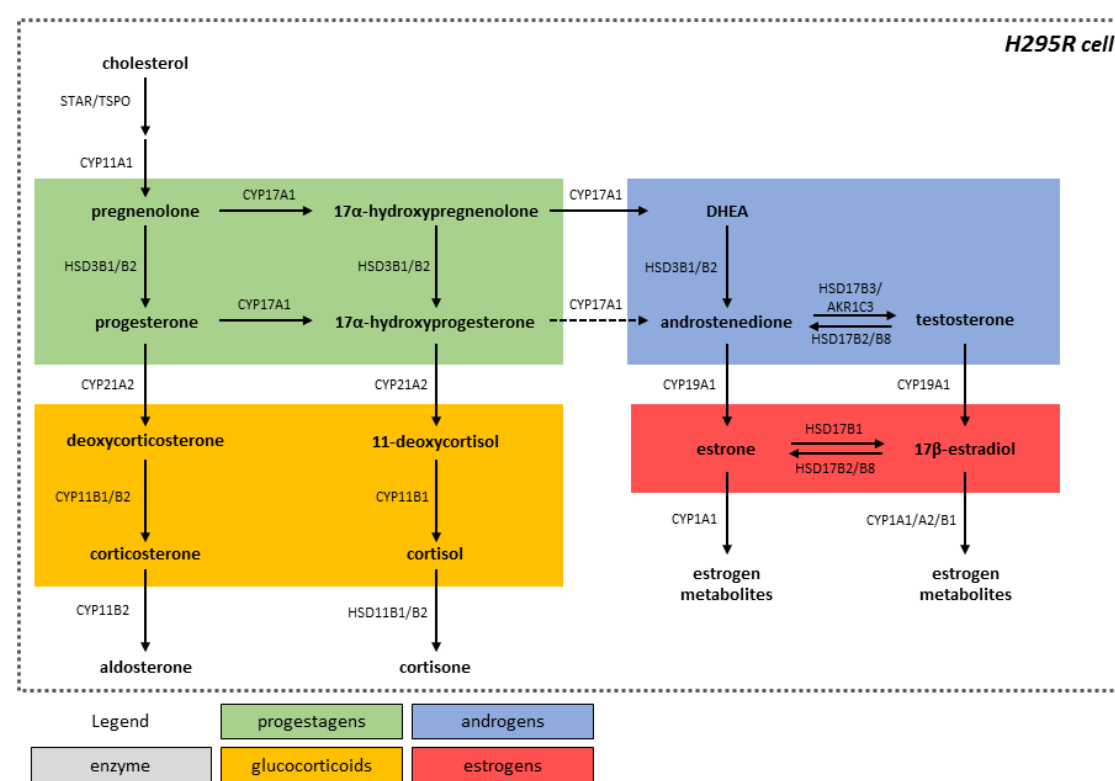 H295R cell
cholesterol
STAR/TSPO
CYP11A1
CYP17A1
CYP17A1
pregnenolone
17α-hydroxypregnenolone
DHEA
HSD3B1/B2
HSD3B1/B2
HSD3B1/B2
HSD17B3/
AKR1C3
CYP17A1
CYP17A1
progesterone
17α-hydroxyprogesterone
androstenedione
testosterone
HSD17B2/B8
CYP21A2
CYP21A2
CYP19A1
CYP19A1
deoxycorticosterone
11-deoxycortisol
HSD17B1
estrone
17β-estradiol
HSD17B2/B8
CYP11B1/B2
CYP11B1
CYP1A1
CYP1A1/A2/B1
corticosterone
cortisol
estrogen
metabolites
estrogen
metabolites
CYP11B2
HSD11B1/B2
aldosterone
cortisone
Legend
progestagens
androgens
enzyme
glucocorticoids
estrogens